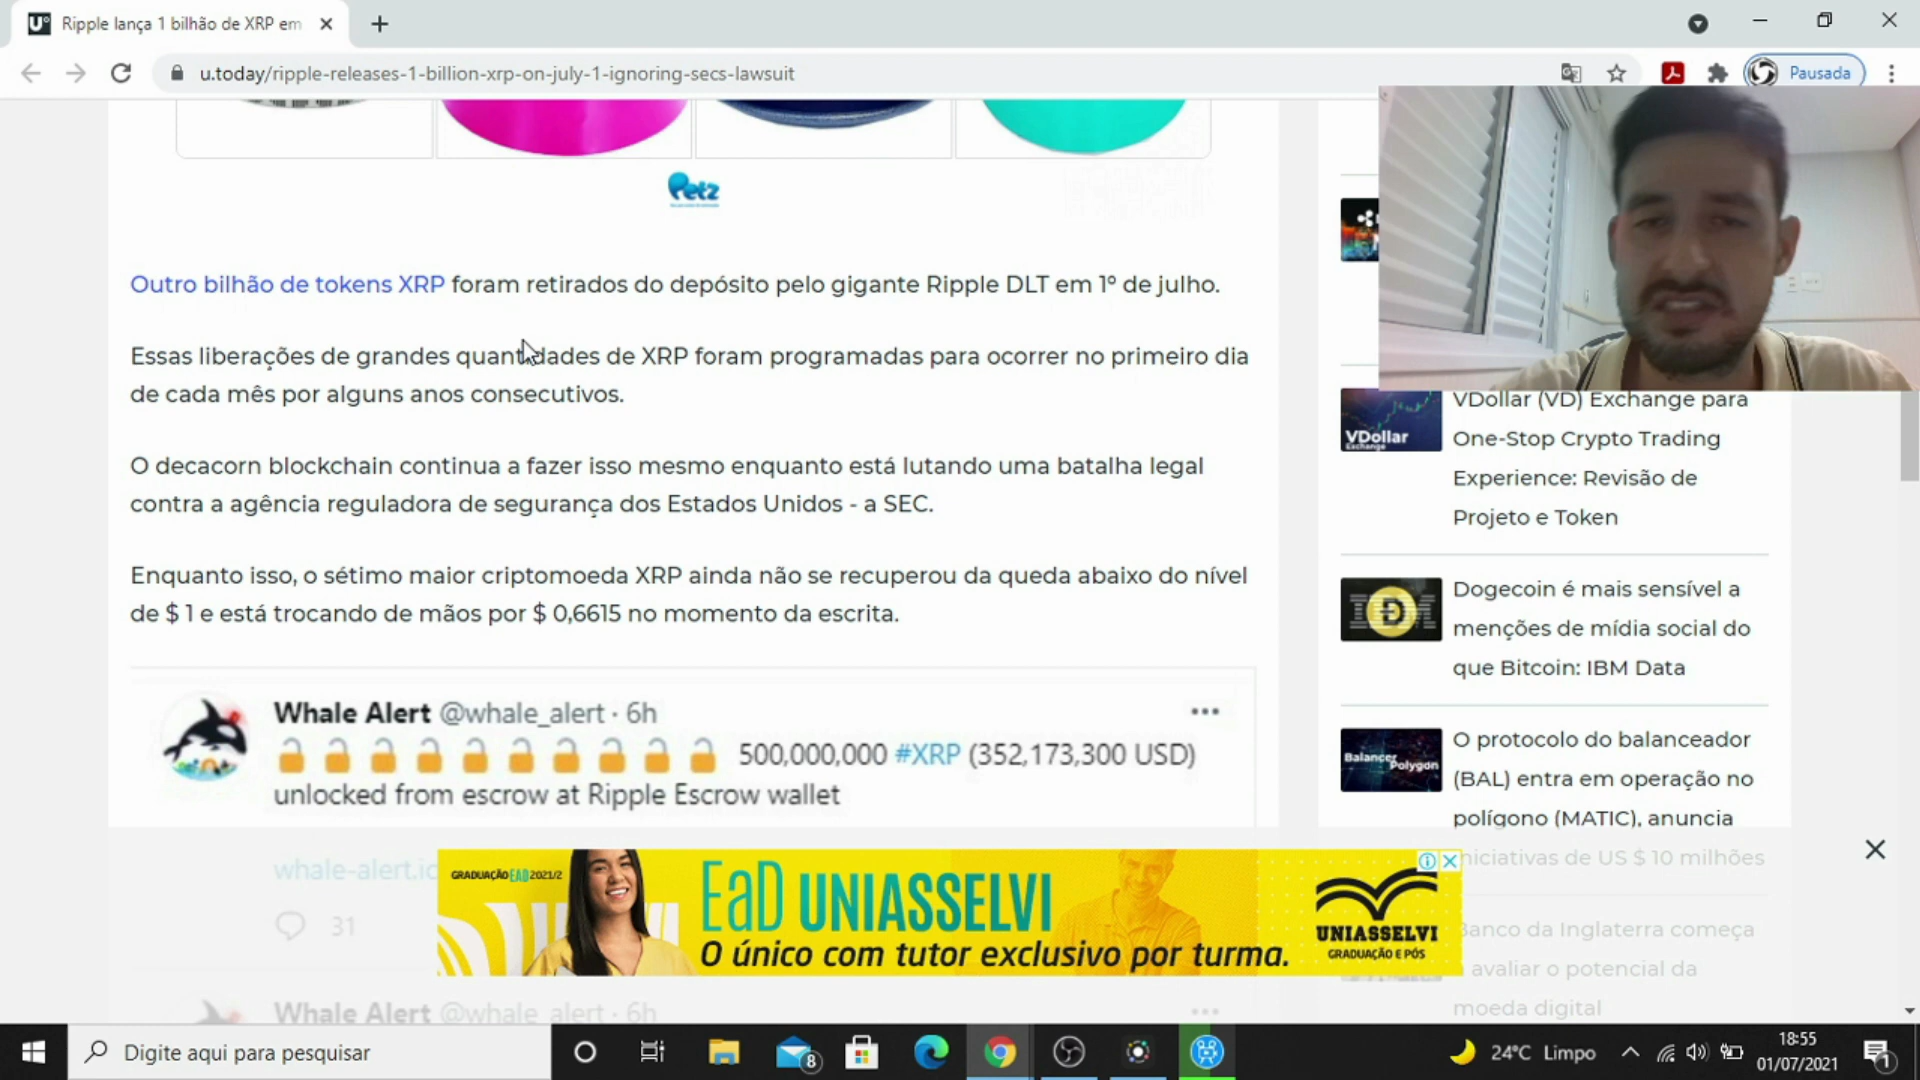 Ripple lança 1 bilhão de XRP em
u.today/ripple-releases-1-billion-xrp-on-july-1-ignoring-secs-lawsuit
Pausada
Petz
Outro bilhão de tokens XRP foram retirados do depósito pelo gigante Ripple DLT em 1º de julho.
Essas liberações de grandes quantidades de XRP foram programadas para ocorrer no primeiro dia
de cada mês por alguns anos consecutivos.
O decacorn blockchain continua a fazer isso mesmo enquanto está lutando uma batalha legal
contra a agência reguladora de segurança dos Estados Unidos - a SEC.
Enquanto isso, o sétimo maior criptomoeda XRP ainda não se recuperou da queda abaixo do nível
de $ 1 e está trocando de mãos por $ 0,6615 no momento da escrita.
Whale Alert @whale_alert · 6h
500,000,000 #XRP (352,173,300 USD)
unlocked from escrow at Ripple Escrow wallet
whale-alert.io
31
Whale Alert @whale_alert · 6h
VDollar
Exchange
VDollar (VD) Exchange para
One-Stop Crypto Trading
Experience: Revisão de
Projeto e Token
IBM
Dogecoin é mais sensível a
menções de mídia social do
que Bitcoin: IBM Data
Balancer
Polygon
O protocolo do balanceador
(BAL) entra em operação no
polígono (MATIC), anuncia
iniciativas de US $ 10 milhões
Banco da Inglaterra começa
a avaliar o potencial da
moeda digital
GRADUAÇÃO EAD 2021/2
EaD UNIASSELVI
O único com tutor exclusivo por turma.
UNIASSELVI
GRADUAÇÃO E PÓS
Digite aqui para pesquisar
8
24°C Limpo
18:55
01/07/2021
1